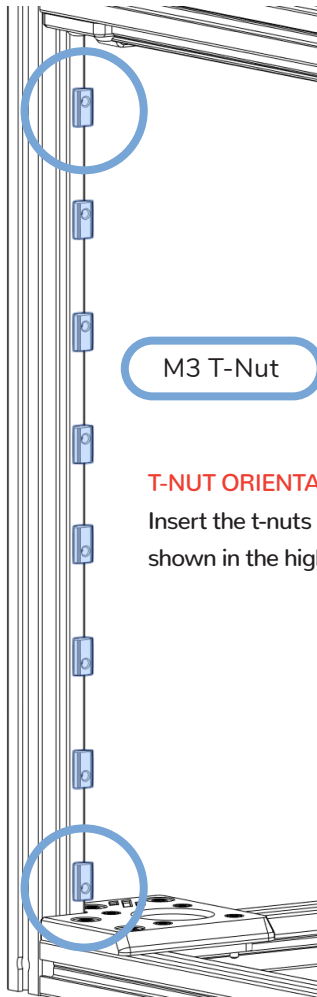 M3 T-Nut
T-NUT ORIENTA
Insert the t-nuts
shown in the hig